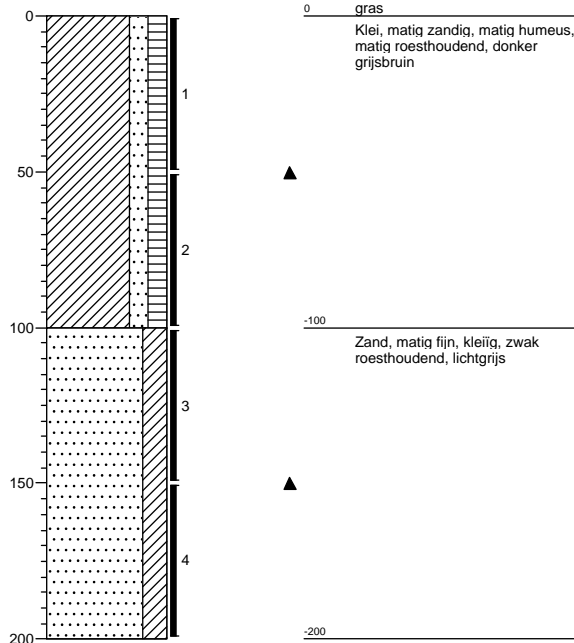 0
0
gras
Klei, matig zandig, matig humeus,
matig roesthoudend, donker
grijsbruin
1
50
2
100
-100
Zand, matig fijn, kleiïg, zwak
roesthoudend, lichtgrijs
3
150
4
200
-200